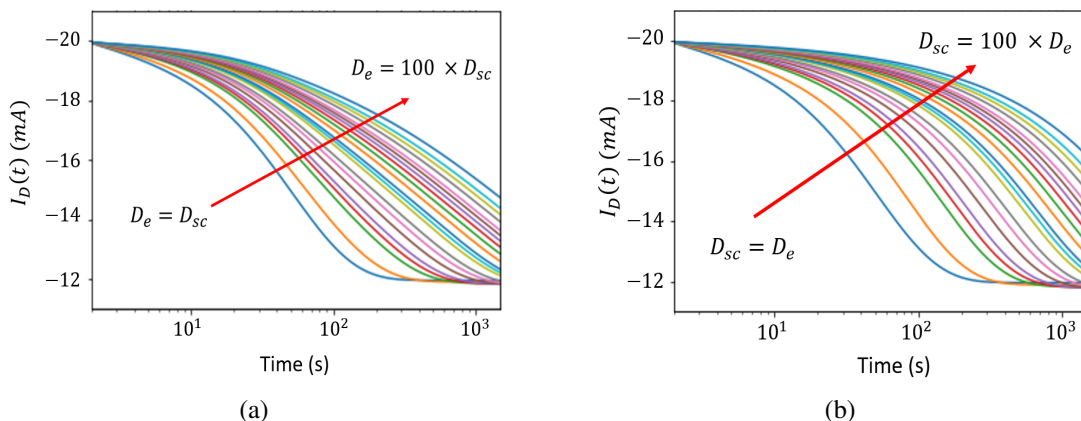 −20
−18
−16
−14
−12
I_D(t) (mA)
D_e = 100 × D_sc
D_e = D_sc
10^1
10^2
10^3
Time (s)
(a)
−20
−18
−16
−14
−12
I_D(t) (mA)
D_sc = 100 × D_e
D_sc = D_e
10^1
10^2
10^3
Time (s)
(b)